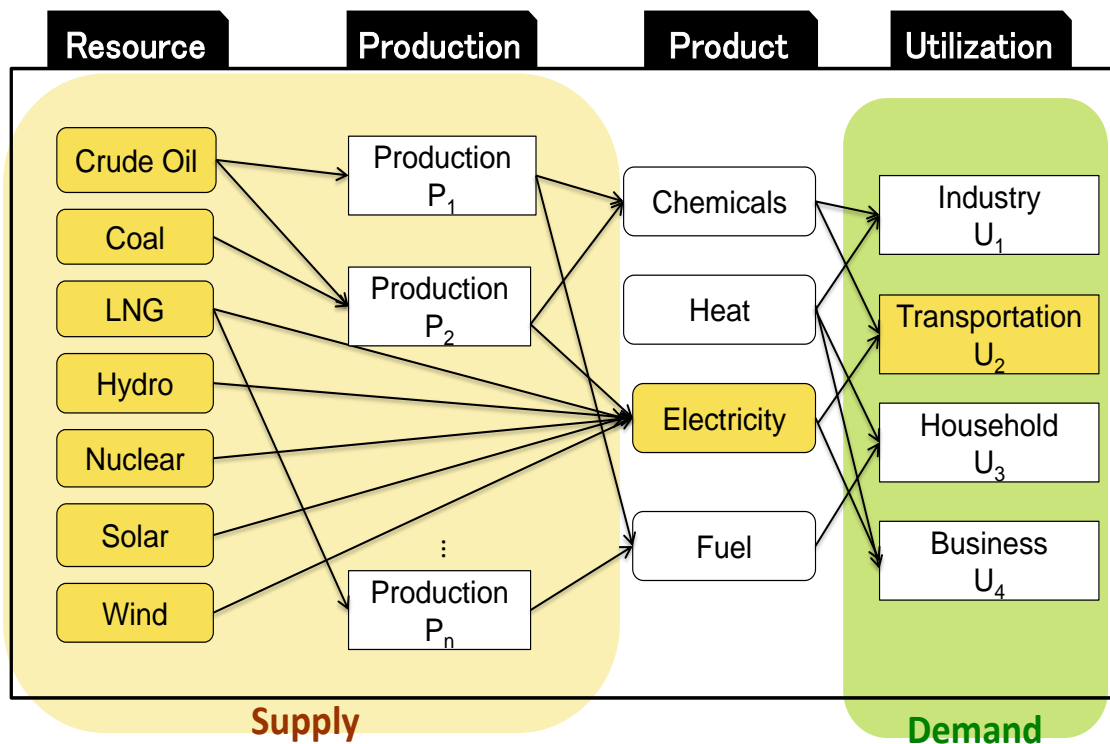 Resource
Production
Product
Utilization
Crude Oil
Coal
LNG
Hydro
Nuclear
Solar
Wind
Production
P1
Production
P2
...
Production
Pn
Chemicals
Heat
Electricity
Fuel
Industry
U1
Transportation
U2
Household
U3
Business
U4
Supply
Demand